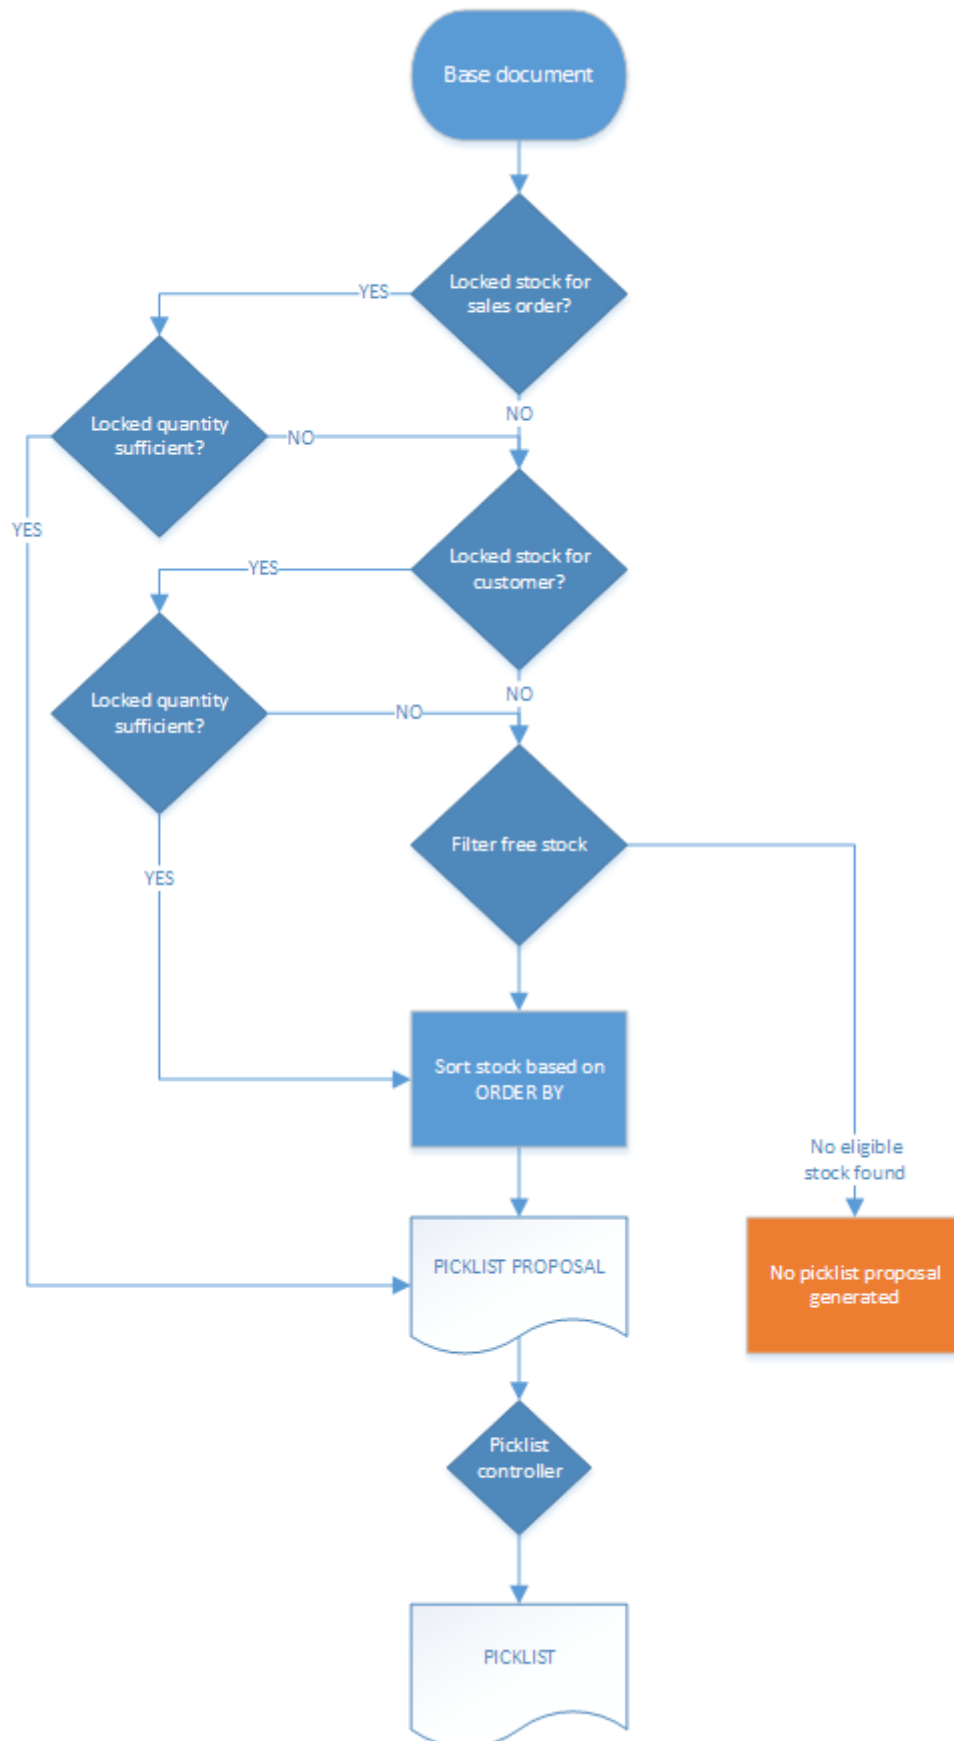 Base document
Locked stock for
sales order?
YES
NO
Locked quantity
sufficient?
NO
YES
Locked stock for
customer?
YES
NO
Locked quantity
sufficient?
NO
YES
Filter free stock
Sort stock based on
ORDER BY
No eligible
stock found
PICKLIST PROPOSAL
No picklist proposal
generated
Picklist
controller
PICKLIST